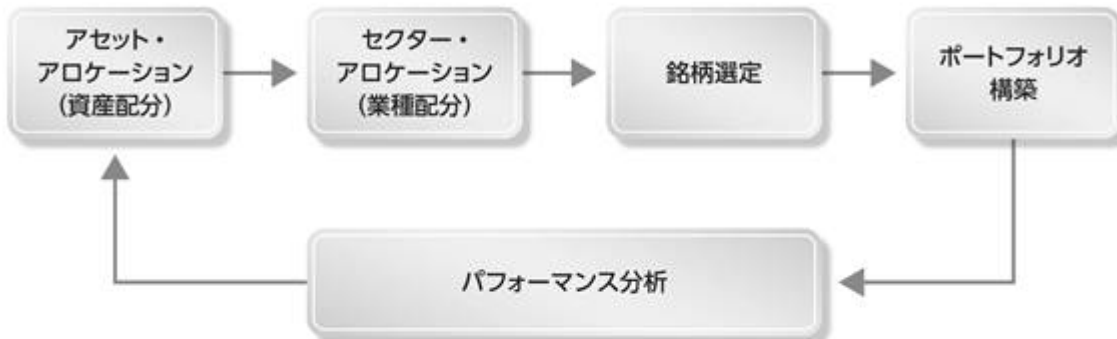 アセット・
アロケーション
（資産配分）
セクター・
アロケーション
（業種配分）
銘柄選定
ポートフォリオ
構築
パフォーマンス分析